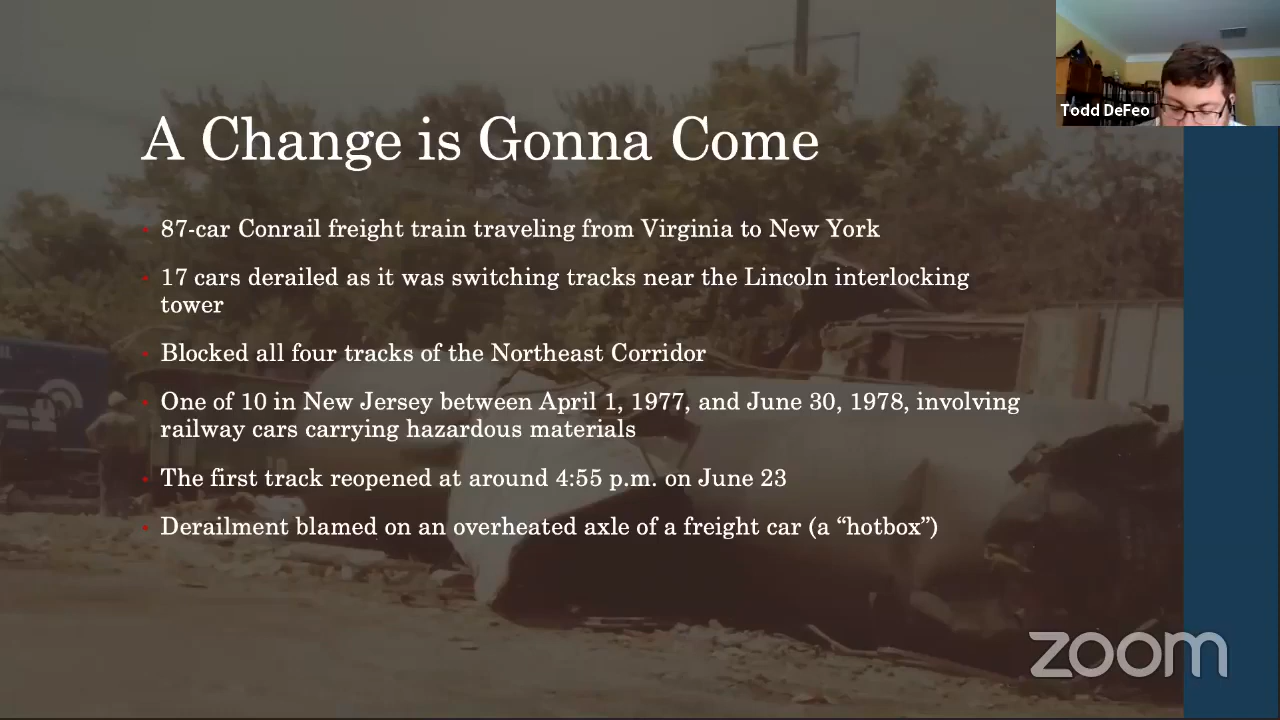 Todd DeFeo
A Change is Gonna Come
87-car Conrail freight train traveling from Virginia to New York
17 cars derailed as it was switching tracks near the Lincoln interlocking
tower
Blocked all four tracks of the Northeast Corridor
One of 10 in New Jersey between April 1, 1977, and June 30, 1978, involving
railway cars carrying hazardous materials
The first track reopened at around 4:55 p.m. on June 23
Derailment blamed on an overheated axle of a freight car (a “hotbox”)
zoom